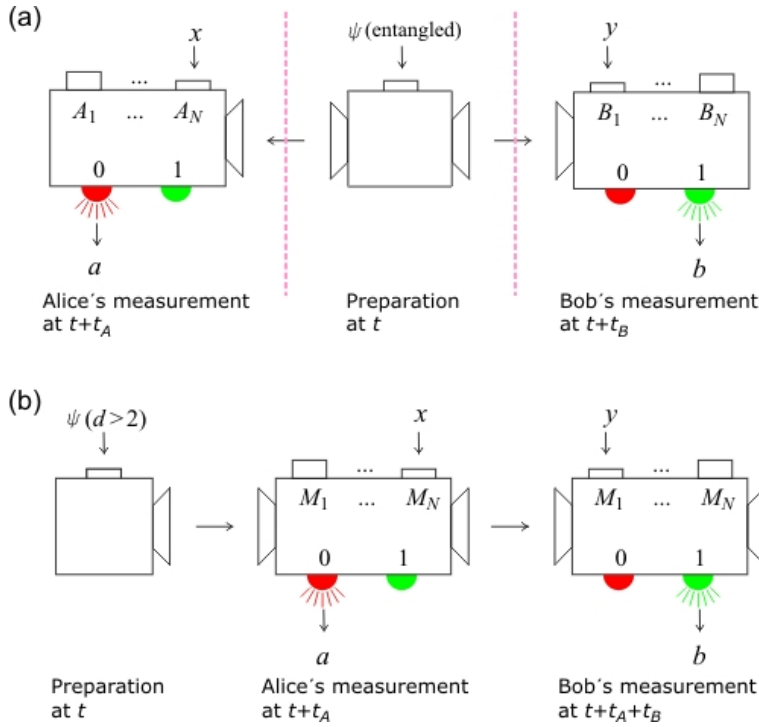 (a)
x
ψ (entangled)
y
A1 ... AN
B1 ... BN
...
...
0 1
0 1
a
b
Alice´s measurement
at t+tA
Preparation
at t
Bob´s measurement
at t+tB
(b)
ψ (d > 2)
x
y
...
...
M1 ... MN
M1 ... MN
0 1
0 1
a
b
Preparation
at t
Alice´s measurement
at t+tA
Bob´s measurement
at t+tA+tB